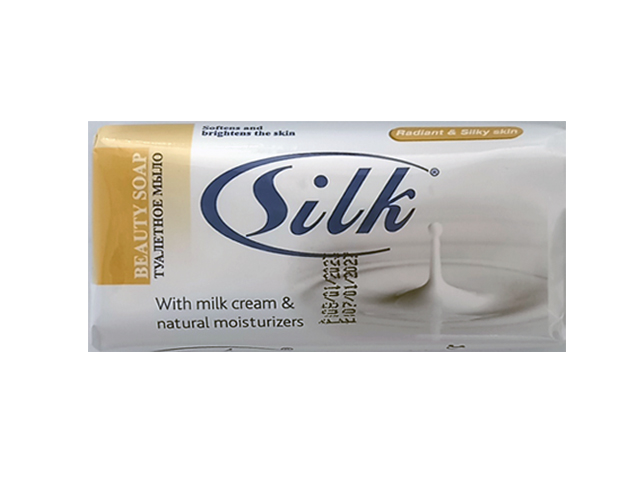 Softens and
brightens the skin
Radiant & Silky skin
Silk®
BEAUTY SOAP
ТУАЛЕТНОЕ МЫЛО
With milk cream &
natural moisturizers